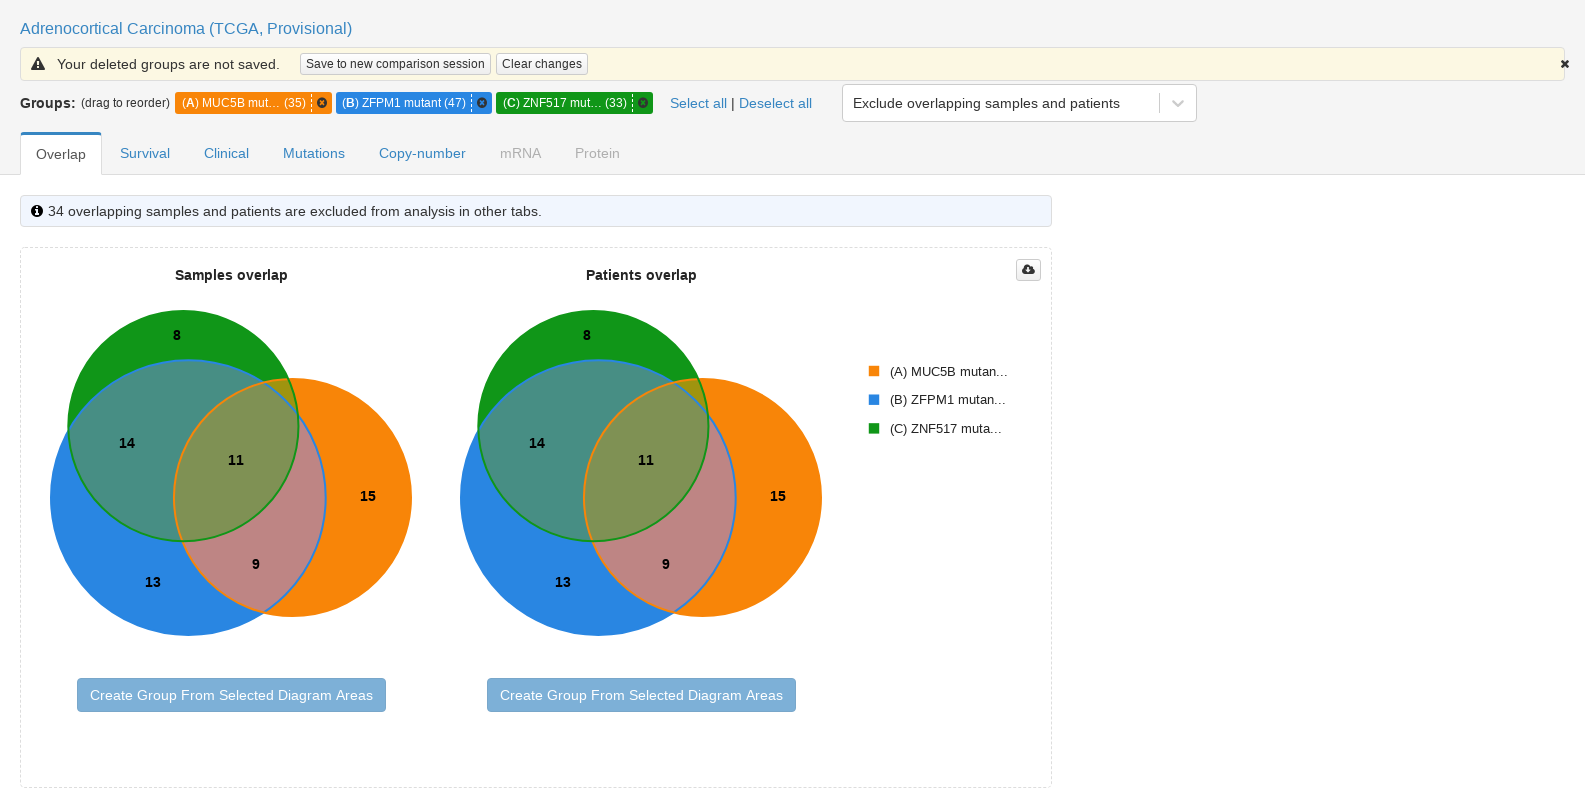 Adrenocortical Carcinoma (TCGA, Provisional)
Your deleted groups are not saved. Save to new comparison session Clear changes
Groups: (drag to reorder) (A) MUC5B mut... (35) (B) ZFPM1 mutant (47) (C) ZNF517 mut... (33) Select all | Deselect all Exclude overlapping samples and patients
Overlap Survival Clinical Mutations Copy-number mRNA Protein
34 overlapping samples and patients are excluded from analysis in other tabs.
Samples overlap
8
14
11
15
9
13
Create Group From Selected Diagram Areas
Patients overlap
8
14
11
15
9
13
Create Group From Selected Diagram Areas
(A) MUC5B mutan...
(B) ZFPM1 mutan...
(C) ZNF517 muta...